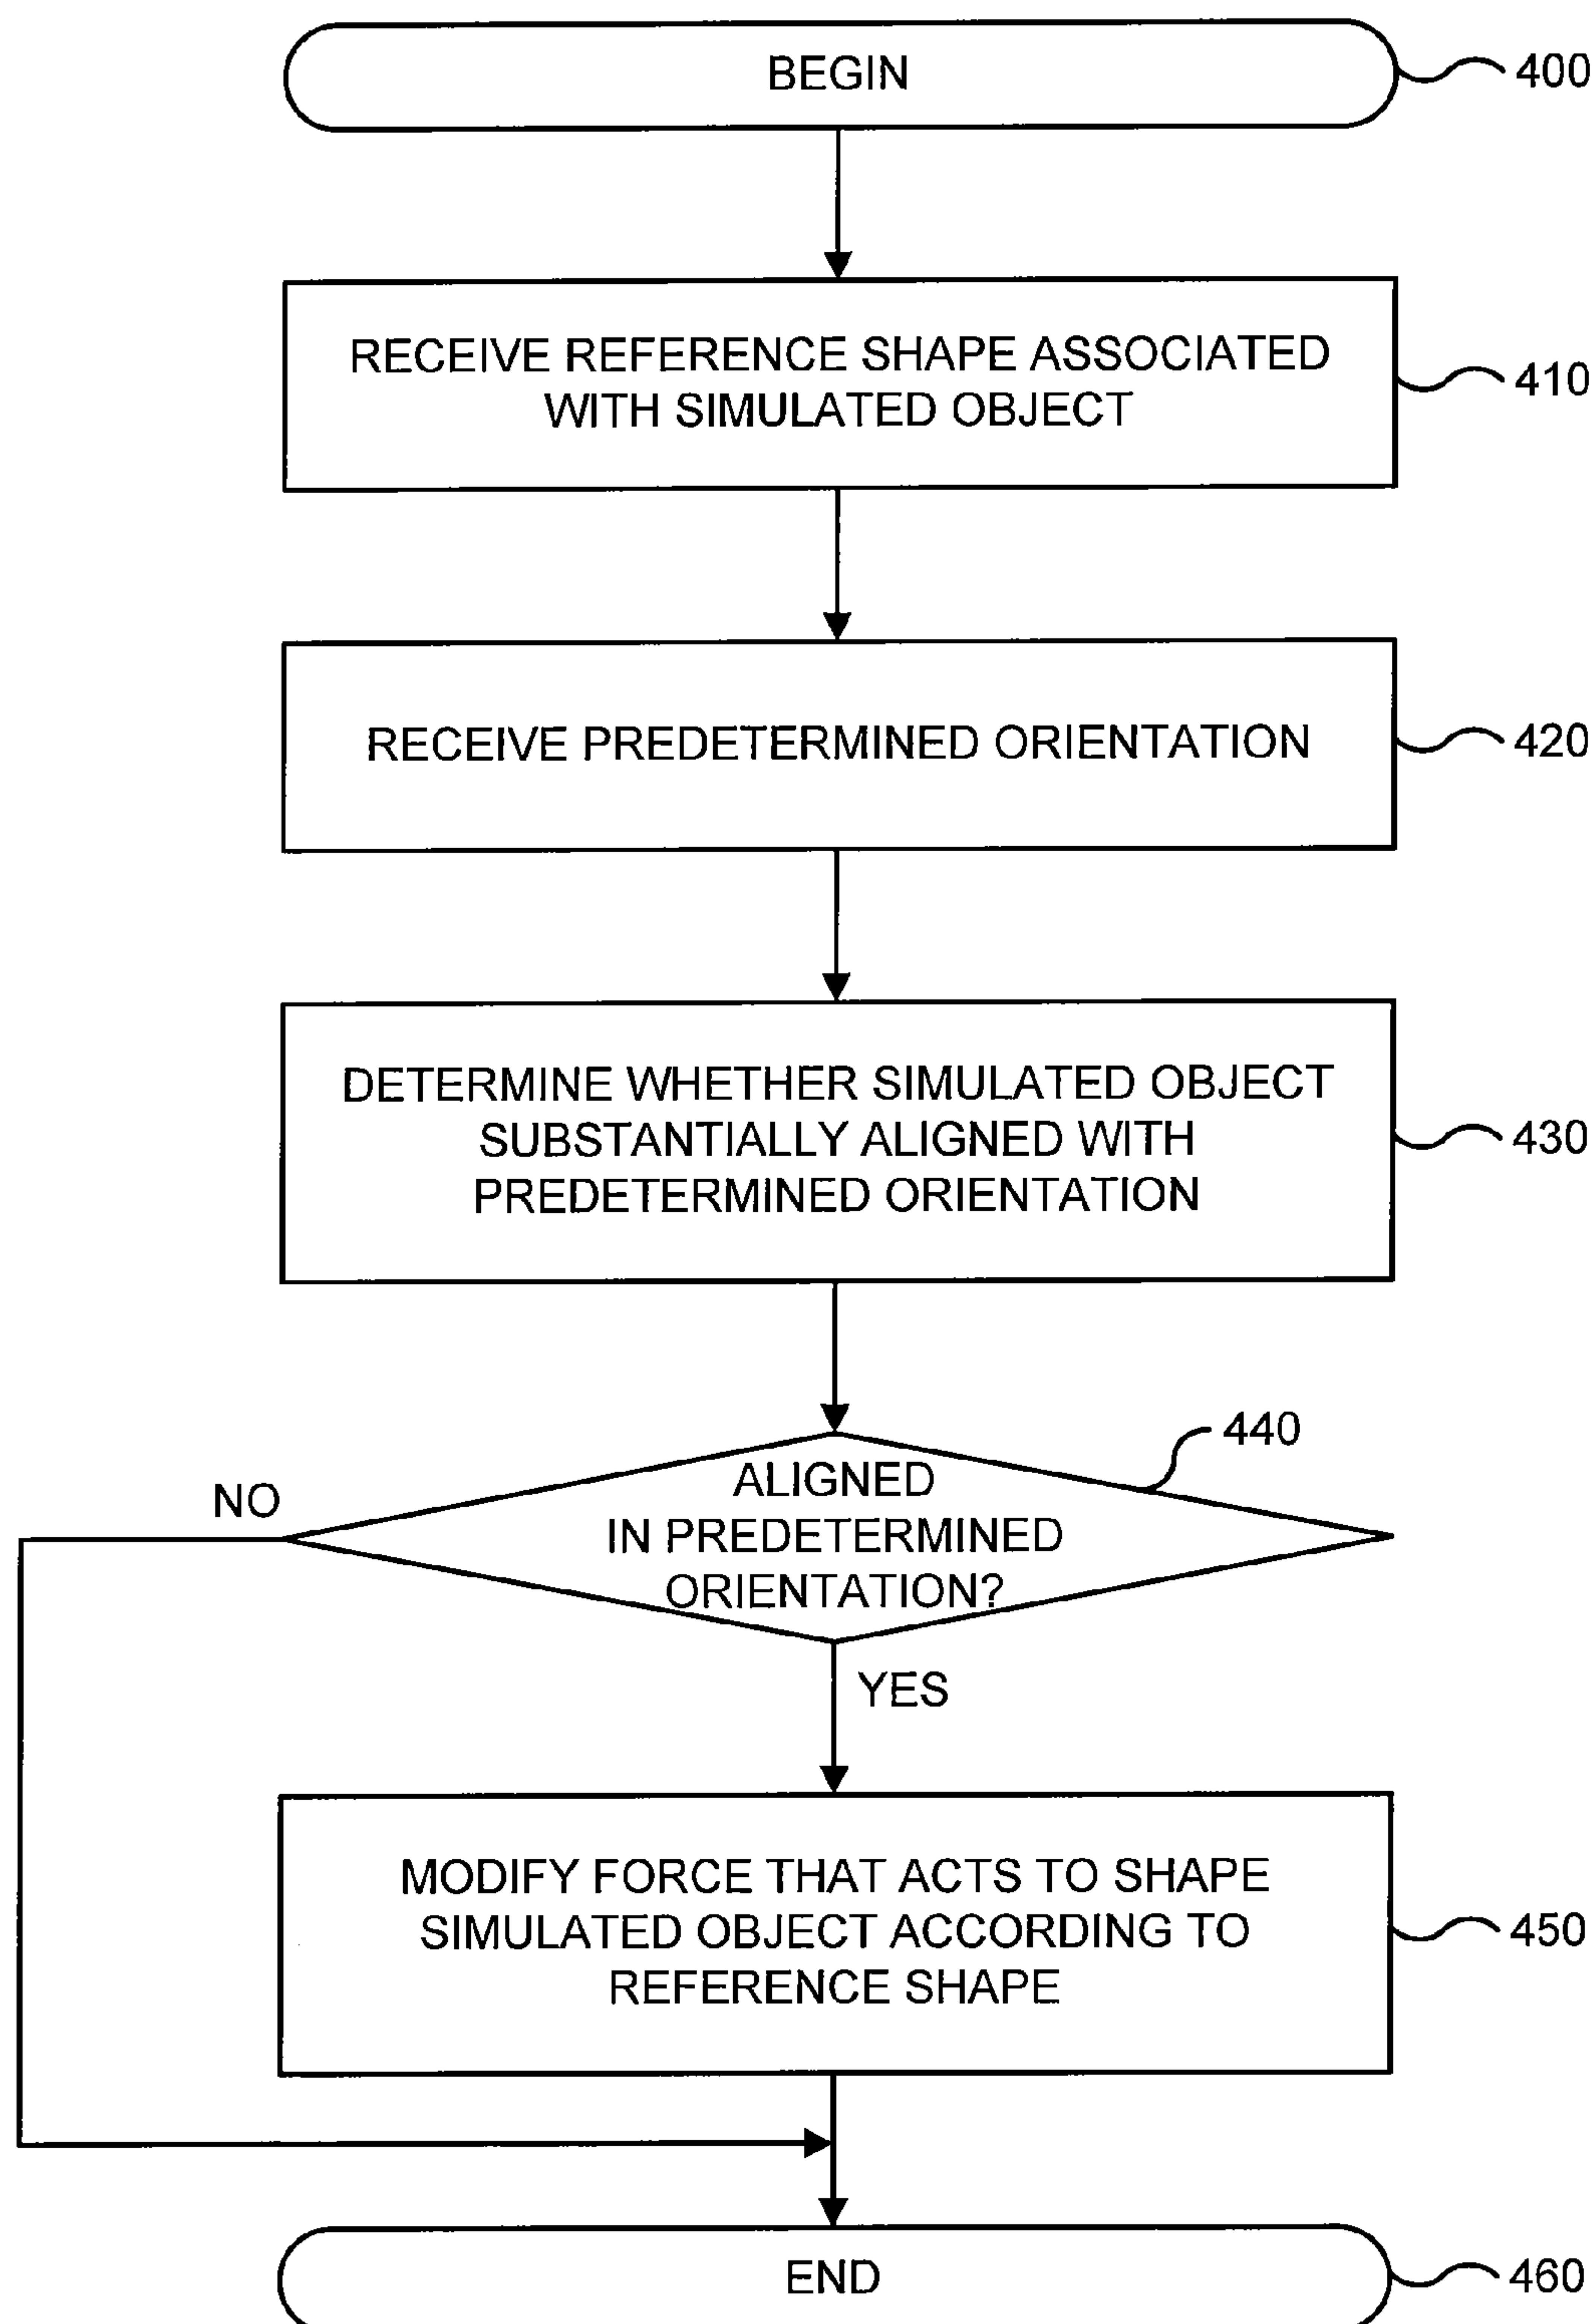 BEGIN
400
RECEIVE REFERENCE SHAPE ASSOCIATED
WITH SIMULATED OBJECT
410
RECEIVE PREDETERMINED ORIENTATION
420
DETERMINE WHETHER SIMULATED OBJECT
SUBSTANTIALLY ALIGNED WITH
PREDETERMINED ORIENTATION
430
440
ALIGNED
IN PREDETERMINED
ORIENTATION?
NO
YES
MODIFY FORCE THAT ACTS TO SHAPE
SIMULATED OBJECT ACCORDING TO
REFERENCE SHAPE
450
END
460